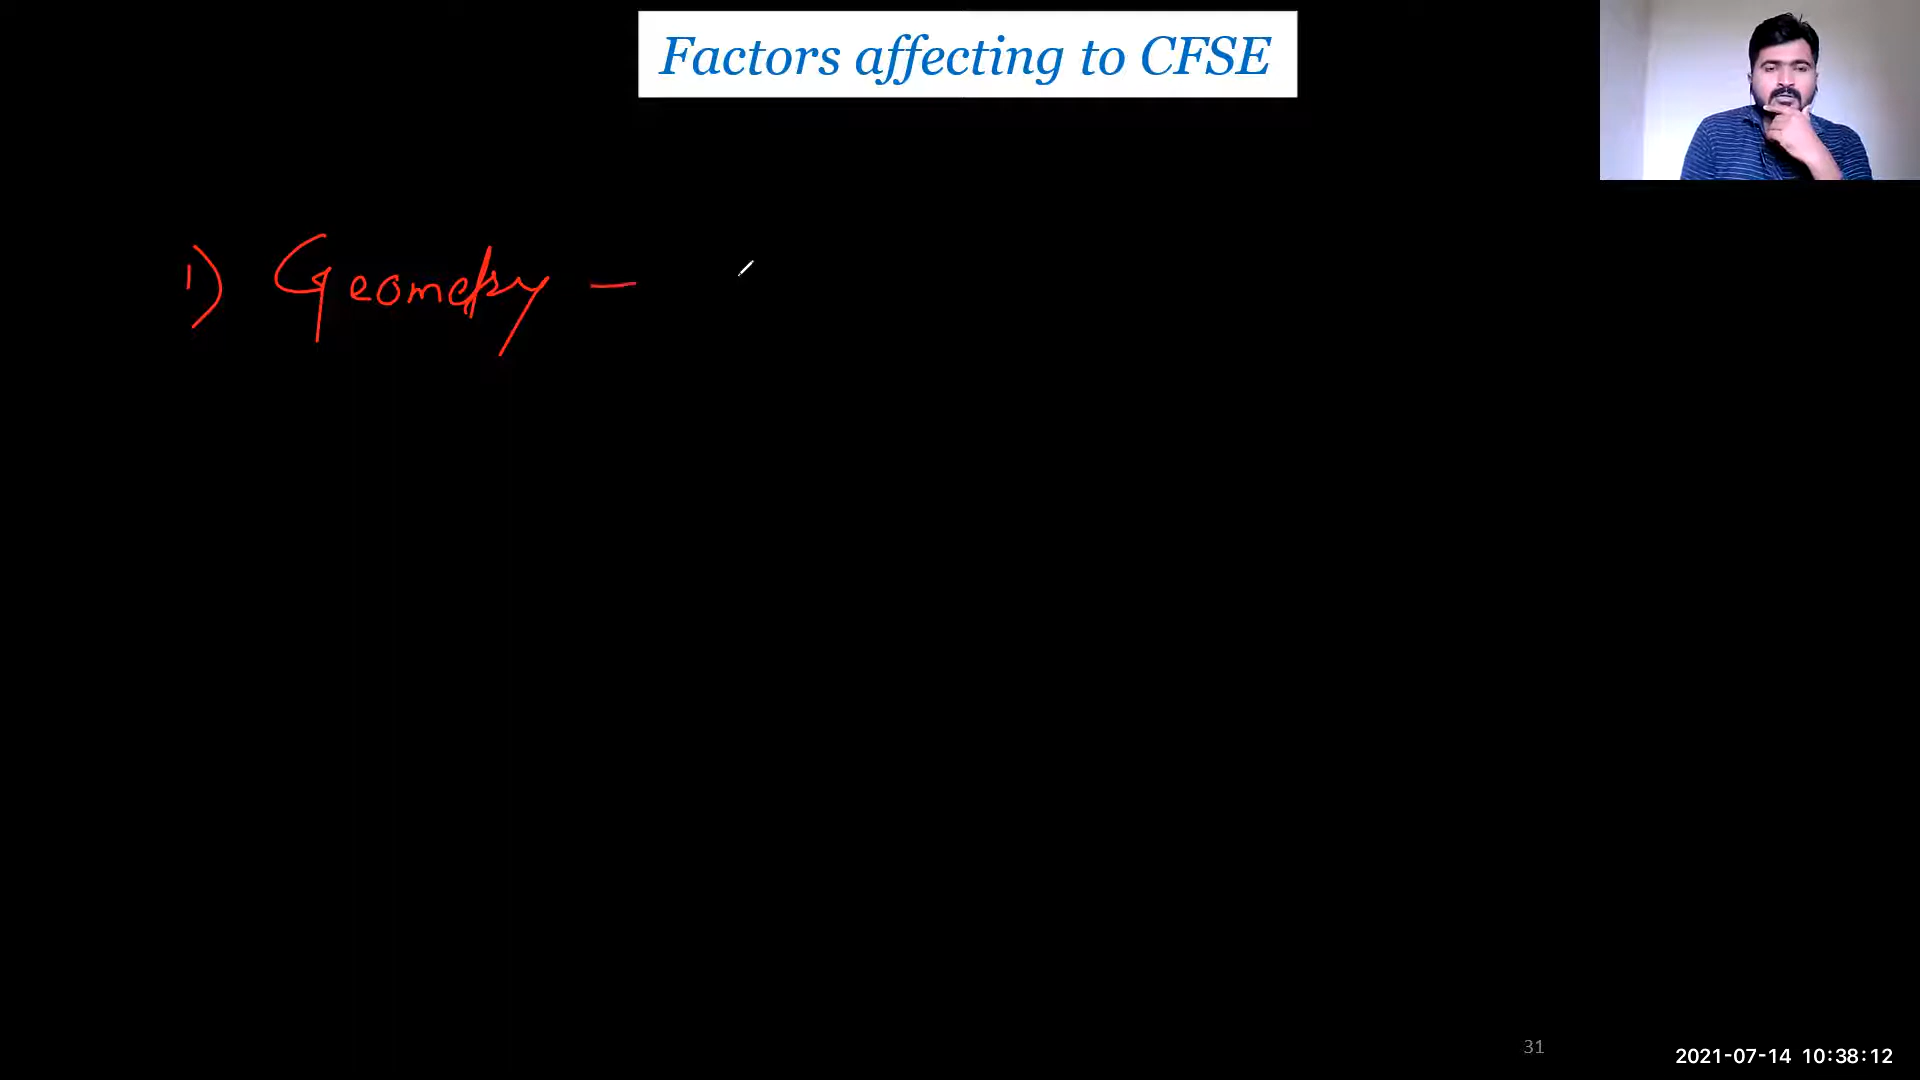 Factors affecting to CFSE
1) Geometry –
31
2021-07-14 10:38:12